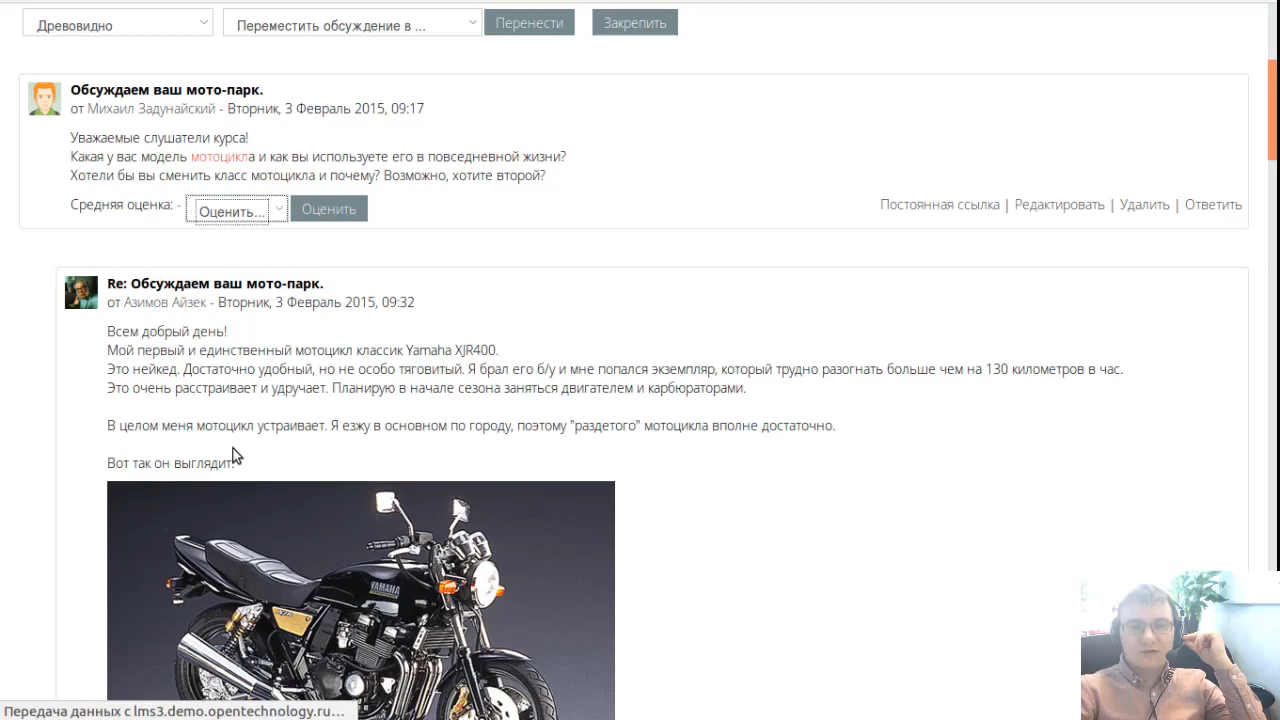 Древовидно
Переместить обсуждение в ...
Перенести
Закрепить
Обсуждаем ваш мото-парк.
от Михаил Задунайский - Вторник, 3 Февраль 2015, 09:17
Уважаемые слушатели курса!
Какая у вас модель мотоцикла и как вы используете его в повседневной жизни?
Хотели бы вы сменить класс мотоцикла и почему? Возможно, хотите второй?
Средняя оценка: - Оценить... Оценить
Постоянная ссылка | Редактировать | Удалить | Ответить
Re: Обсуждаем ваш мото-парк.
от Азимов Айзек - Вторник, 3 Февраль 2015, 09:32
Всем добрый день!
Мой первый и единственный мотоцикл классик Yamaha XJR400.
Это нейкед. Достаточно удобный, но не особо тяговитый. Я брал его б/у и мне попался экземпляр, который трудно разогнать больше чем на 130 километров в час.
Это очень расстраивает и удручает. Планирую в начале сезона заняться двигателем и карбюраторами.
В целом меня мотоцикл устраивает. Я езжу в основном по городу, поэтому "раздетого" мотоцикла вполне достаточно.
Вот так он выглядит:
YAMAHA
Передача данных с lms3.demo.opentechnology.ru...